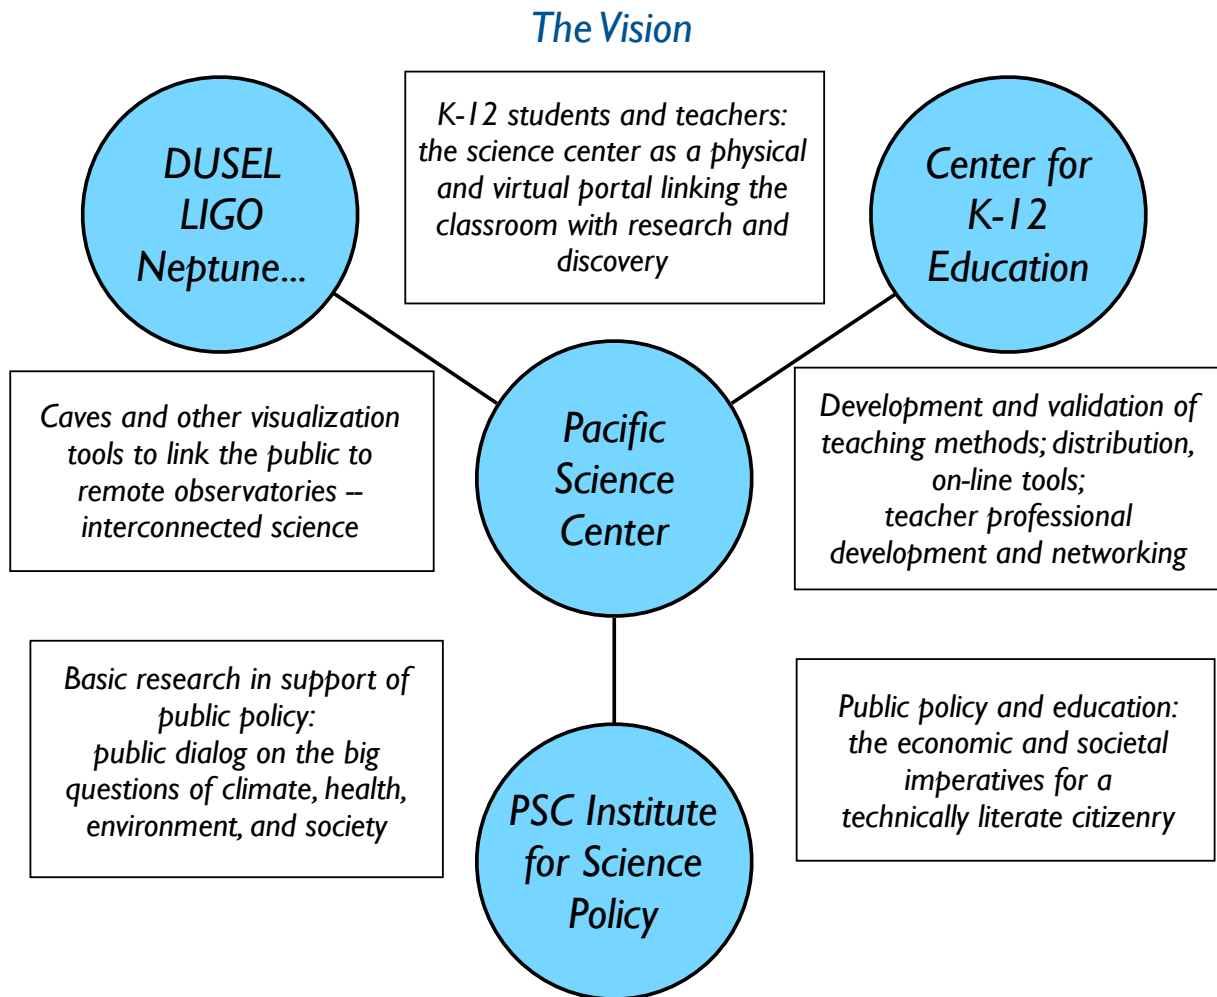 The Vision
DUSEL
LIGO
Neptune...
K-12 students and teachers:
the science center as a physical
and virtual portal linking the
classroom with research and
discovery
Center for
K-12
Education
Caves and other visualization
tools to link the public to
remote observatories --
interconnected science
Pacific
Science
Center
Development and validation of
teaching methods; distribution,
on-line tools;
teacher professional
development and networking
Basic research in support of
public policy:
public dialog on the big
questions of climate, health,
environment, and society
PSC Institute
for Science
Policy
Public policy and education:
the economic and societal
imperatives for a
technically literate citizenry